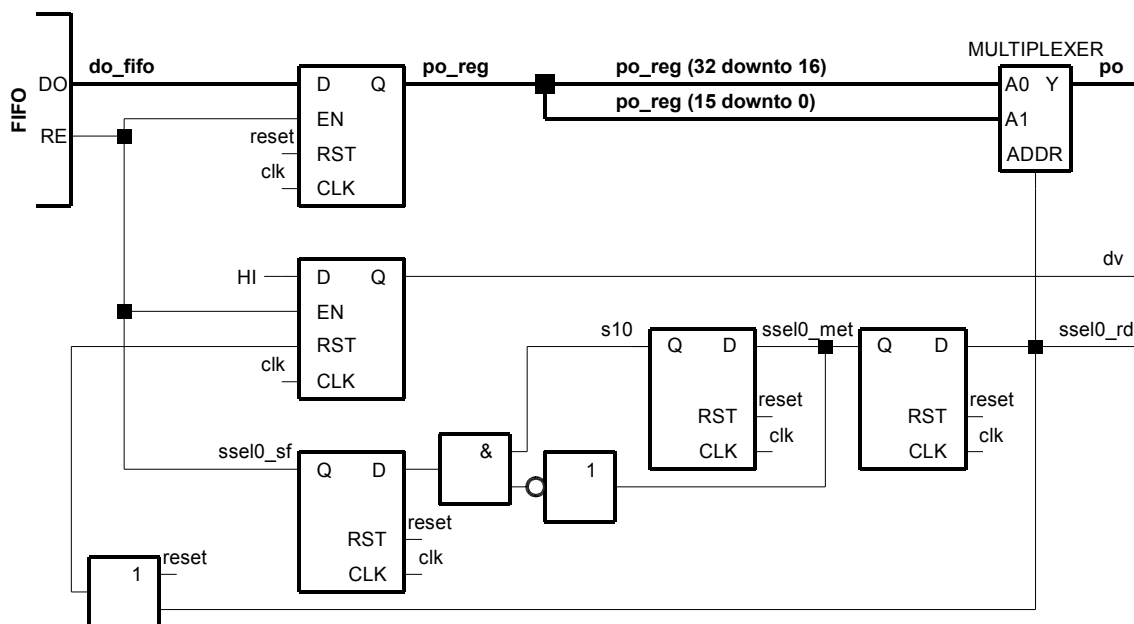 MULTIPLEXER
do_fifo
po_reg
po_reg (32 downto 16)
po
DO
D
Q
A0
Y
po_reg (15 downto 0)
FIFO
EN
A1
RE
reset
RST
ADDR
clk
CLK
HI
D
Q
dv
EN
s10
ssel0_met
ssel0_rd
RST
Q
D
Q
D
clk
CLK
reset
reset
RST
RST
clk
clk
CLK
CLK
ssel0_sf
Q
D
&
1
reset
RST
clk
reset
1
CLK